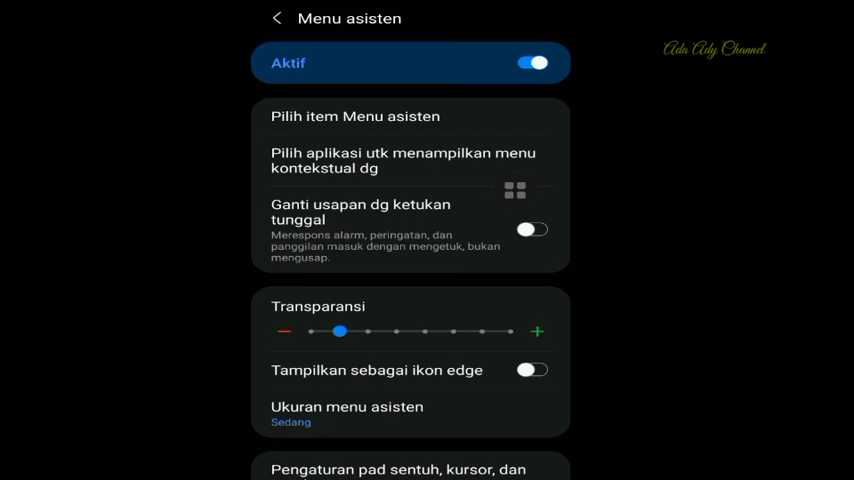 Menu asisten
Ada Ady Channel
Aktif
Pilih item Menu asisten
Pilih aplikasi utk menampilkan menu
kontekstual dg
Ganti usapan dg ketukan
tunggal
Merespons alarm, peringatan, dan
panggilan masuk dengan mengetuk, bukan
mengusap.
Transparansi
Tampilkan sebagai ikon edge
Ukuran menu asisten
Sedang
Pengaturan pad sentuh, kursor, dan